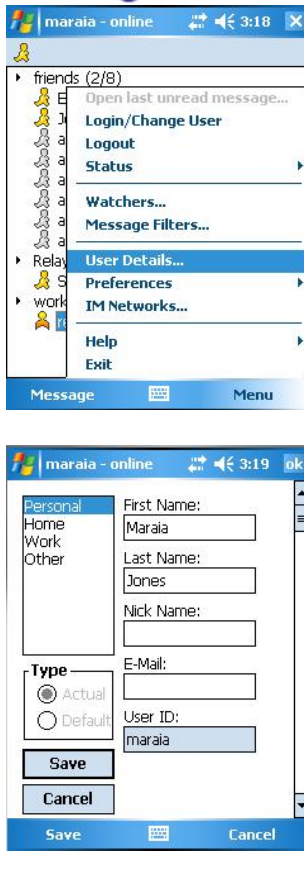 maraia - online 3:18
friends (2/8)
Open last unread message...
Login/Change User
Logout
Status
Watchers...
Message Filters...
User Details...
Preferences
IM Networks...
Help
Exit
E
J
a
a
a
a
a
a
Relay
S
work
re
Message Menu
maraia - online 3:19 ok
Personal
Home
Work
Other
First Name:
Maraia
Last Name:
Jones
Nick Name:
E-Mail:
User ID:
maraia
Type
Actual
Default
Save
Cancel
Save Cancel